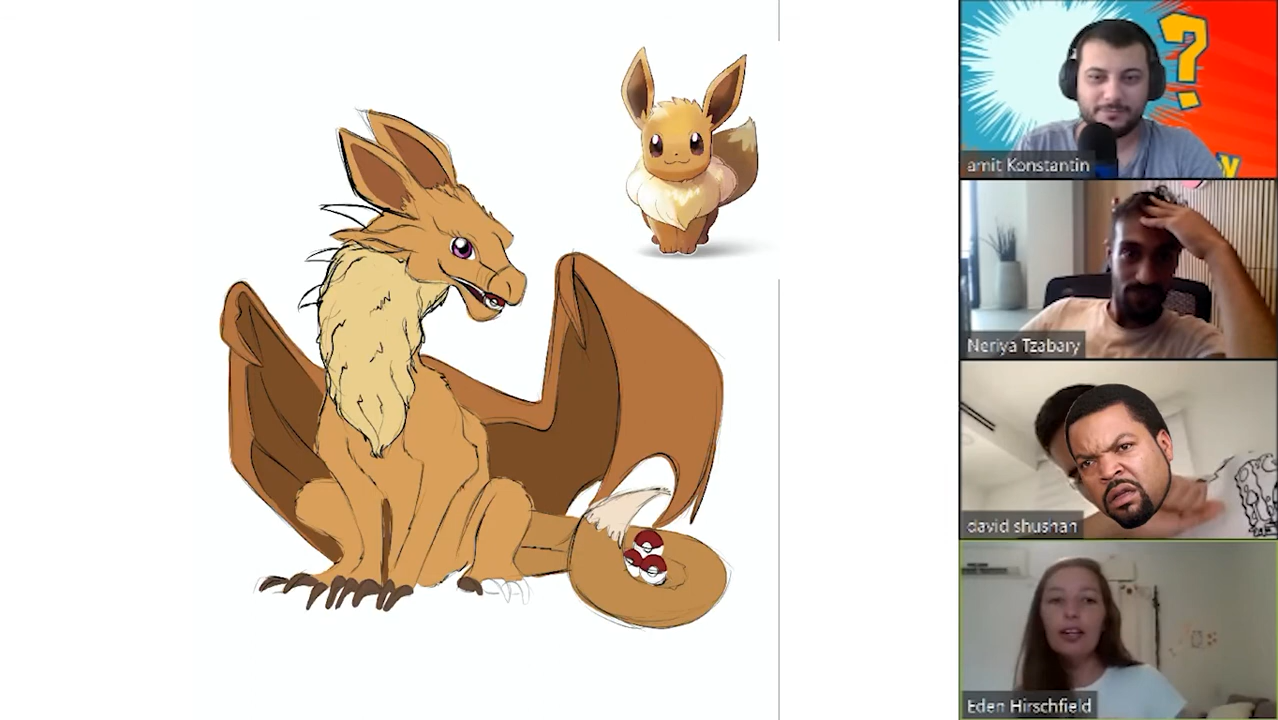 ?
amit Konstantin
Neriya Tzabary
david shushan
Eden Hirschfield